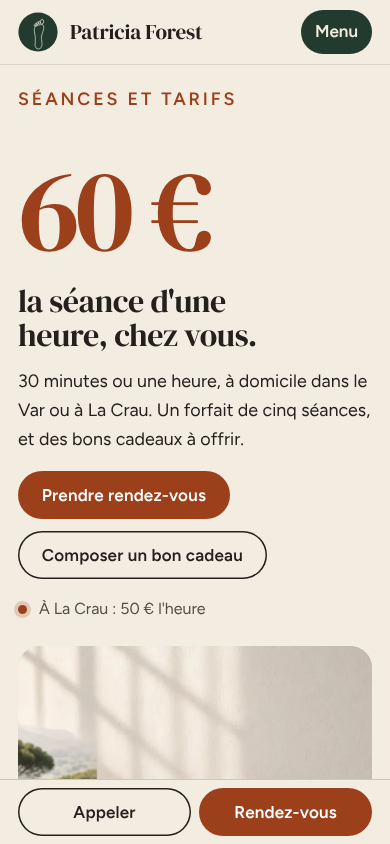 Patricia Forest
Menu
SÉANCES ET TARIFS
60 €
la séance d'une
heure, chez vous.
30 minutes ou une heure, à domicile dans le
Var ou à La Crau. Un forfait de cinq séances,
et des bons cadeaux à offrir.
Prendre rendez-vous
Composer un bon cadeau
À La Crau : 50 € l'heure
Appeler
Rendez-vous